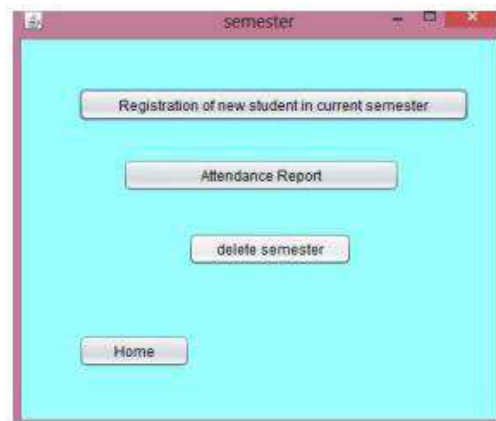 semester
Registration of new student in current semester
Attendance Report
delete semester
Home